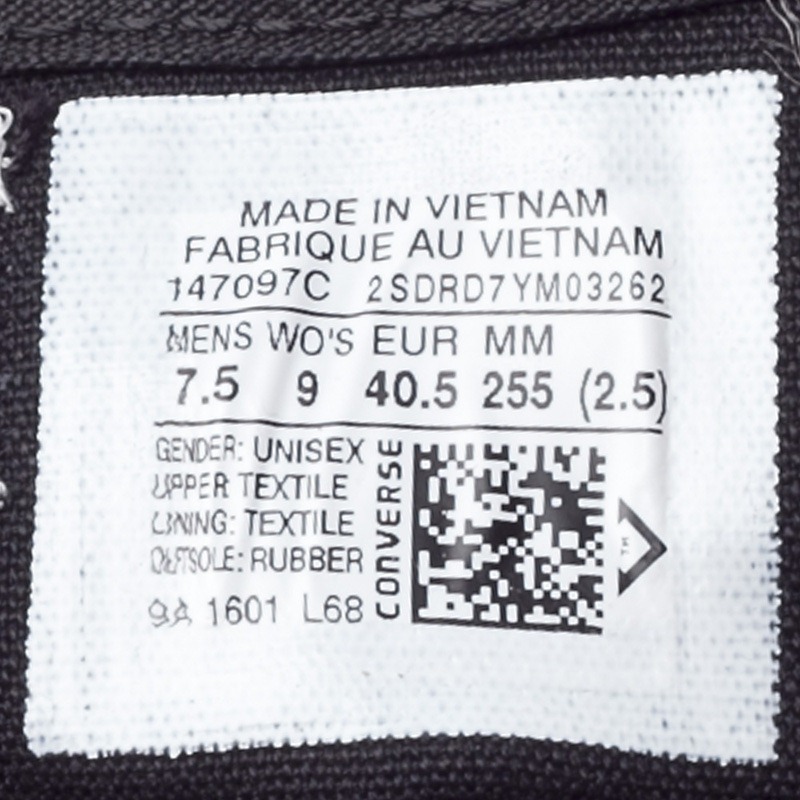 MADE IN VIETNAM
FABRIQUE AU VIETNAM
147097C 2SDRD7YM03262
MENS WO'S EUR MM
7.5 9 40.5 255 (2.5)
GENDER: UNISEX
UPPER TEXTILE
LINING: TEXTILE
OUTSOLE: RUBBER
1601 L68
CONVERSE
TM